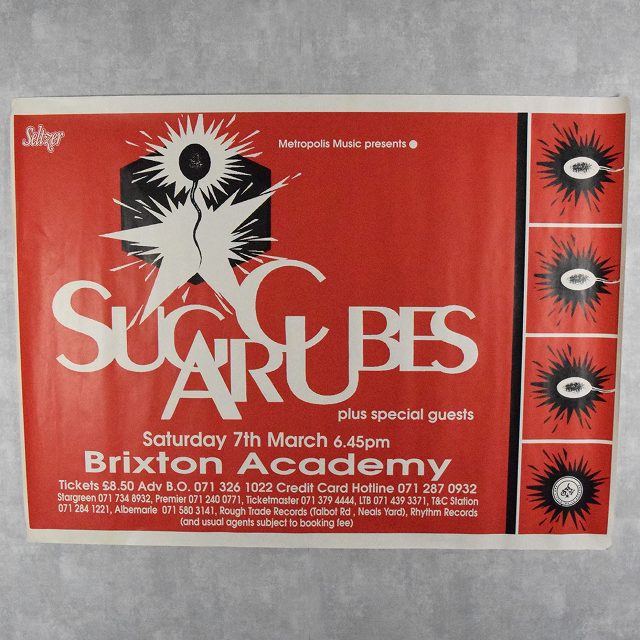 Seltzer
Metropolis Music presents
SUGARCUBES
plus special guests
Saturday 7th March 6.45pm
Brixton Academy
Tickets £8.50 Adv B.O. 071 326 1022 Credit Card Hotline 071 287 0932
Stargreen 071 734 8932, Premier 071 240 0771, Ticketmaster 071 379 4444, LTB 071 439 3371, T&C Station
071 284 1221, Albemarle 071 580 3141, Rough Trade Records (Talbot Rd , Neals Yard), Rhythm Records
(and usual agents subject to booking fee)